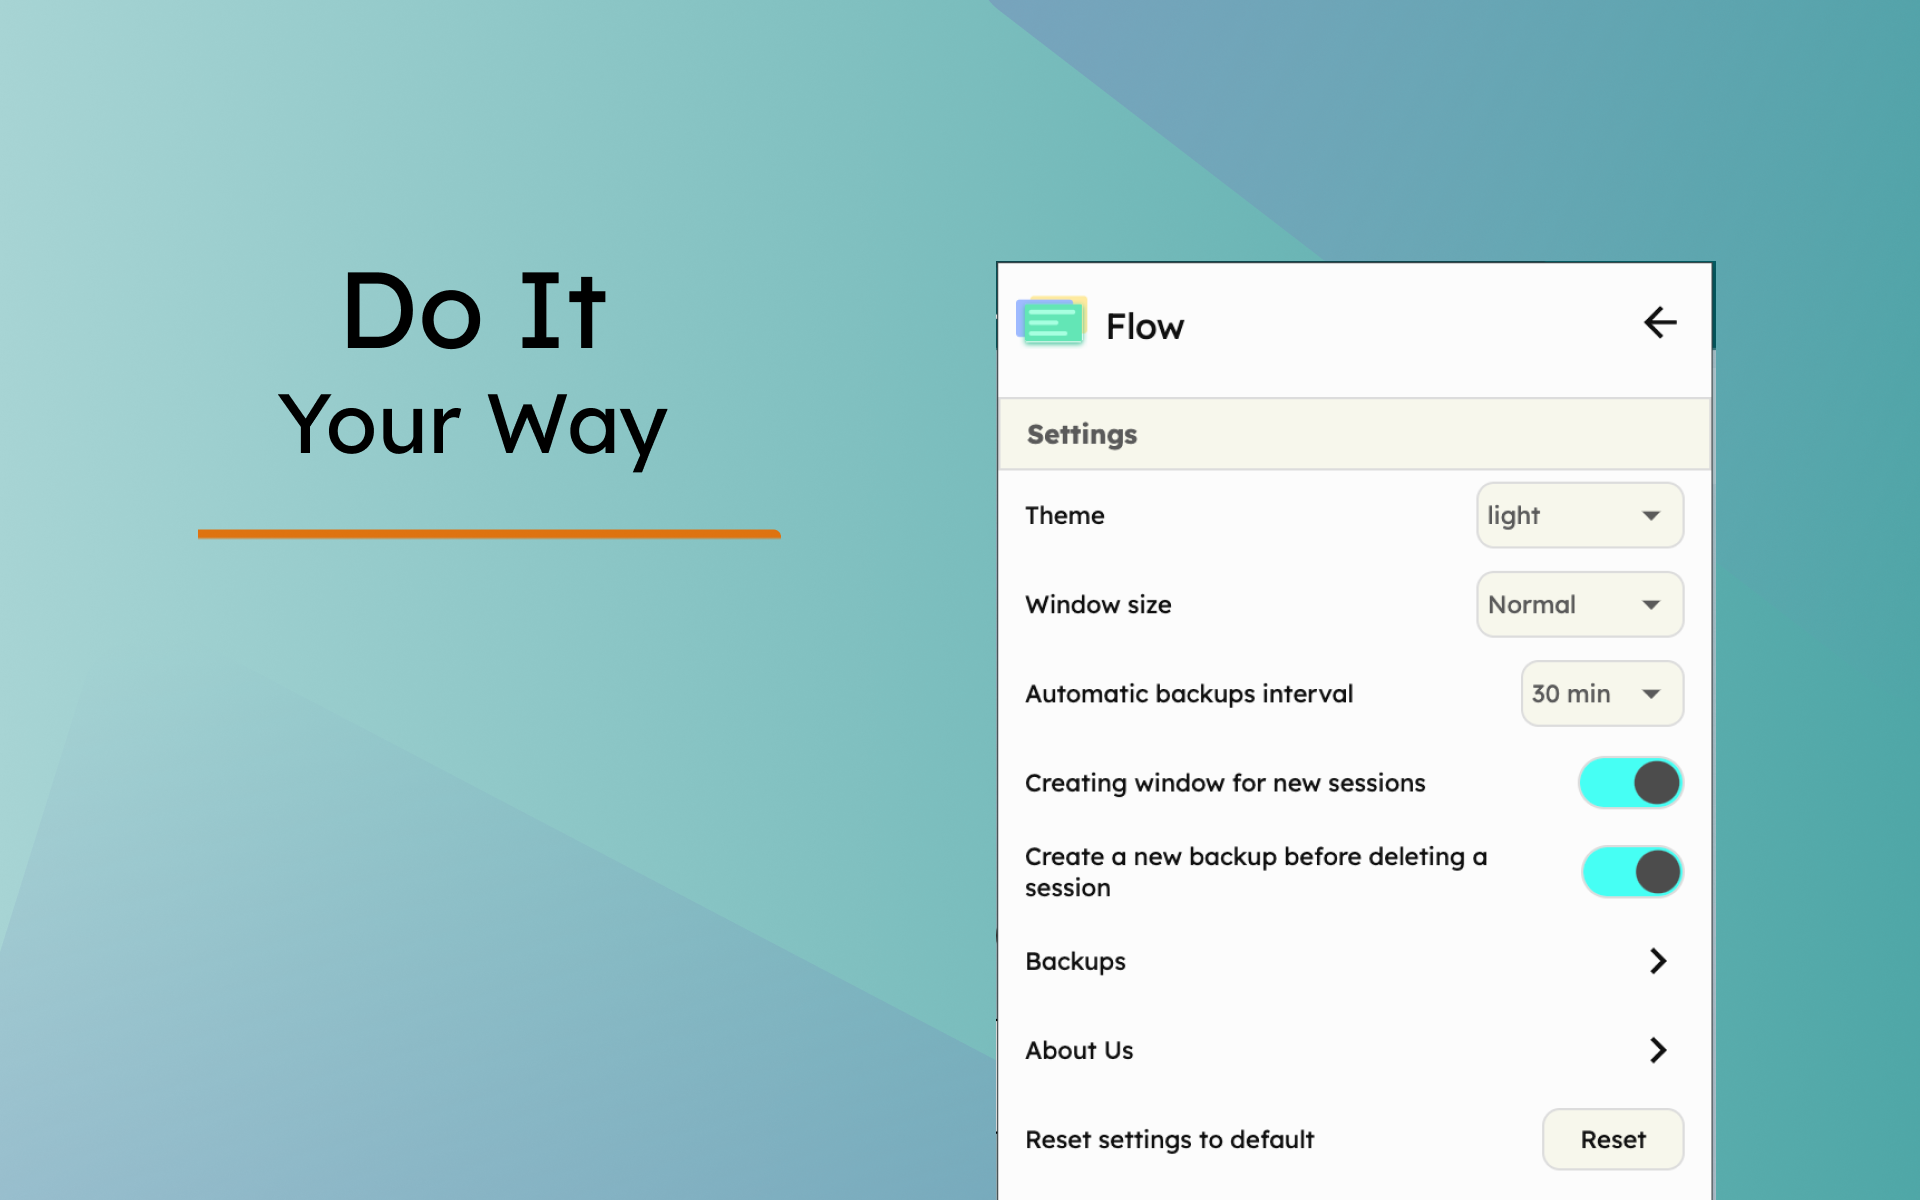 Do It
Your Way
Flow
Settings
Theme
light
Window size
Normal
Automatic backups interval
30 min
Creating window for new sessions
Create a new backup before deleting a
session
Backups
About Us
Reset settings to default
Reset